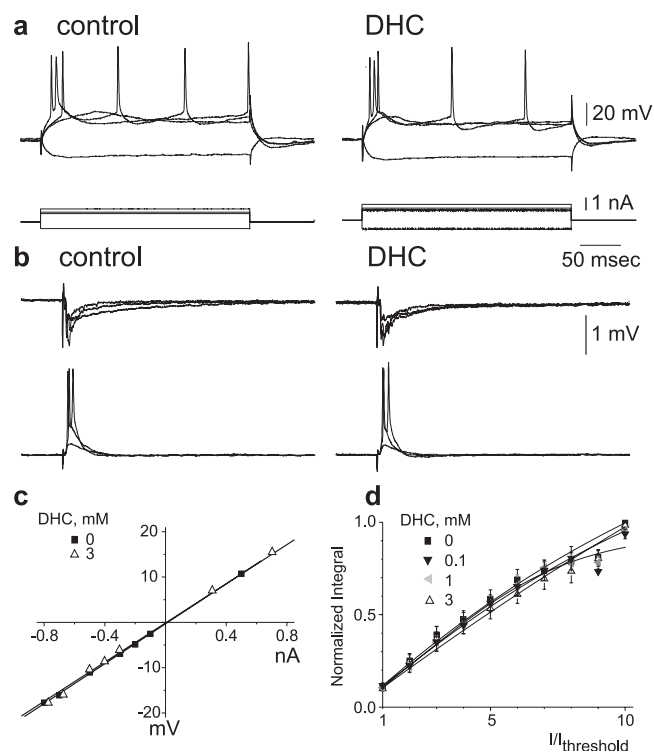 a control DHC
20 mV
1 nA
50 msec
b control DHC
1 mV
c
DHC, mM
0
3
20
10
-0.8 -0.4 0.4 0.8
nA
-10
-20
mV
d
DHC, mM
0
0.1
1
3
Normalized Integral
1.0
0.5
0.0
1 5 10
I/Ithreshold